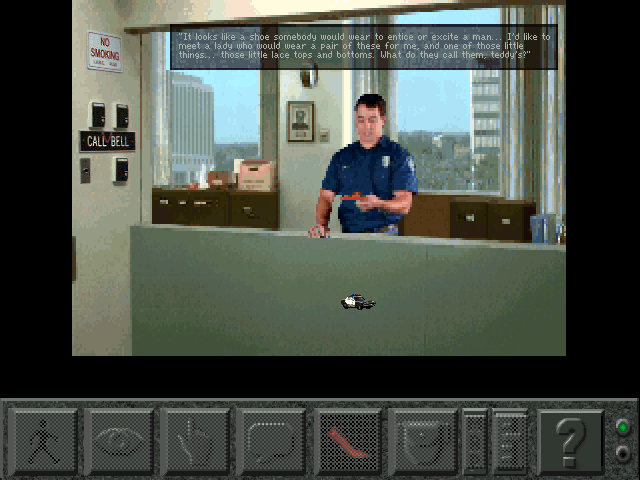 "It looks like a shoe somebody would wear to entice or excite a man... I'd like to
meet a lady who would wear a pair of these for me, and one of those little
things... those little lace tops and bottoms. What do they call them, teddy's?"
NO
SMOKING
CALL BELL
?